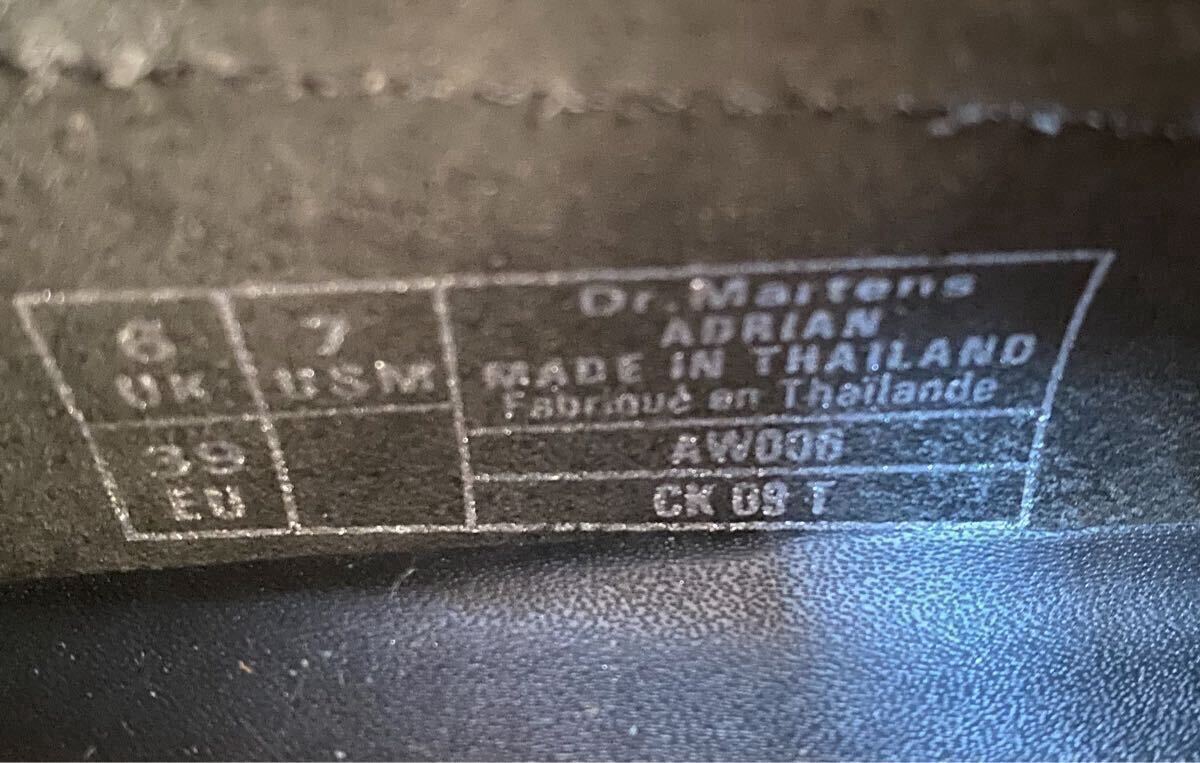 6
UK
7
USM
39
EU
Dr. Martens
ADRIAN
MADE IN THAILAND
Fabriqué en Thaïlande
AW006
CK 09 T